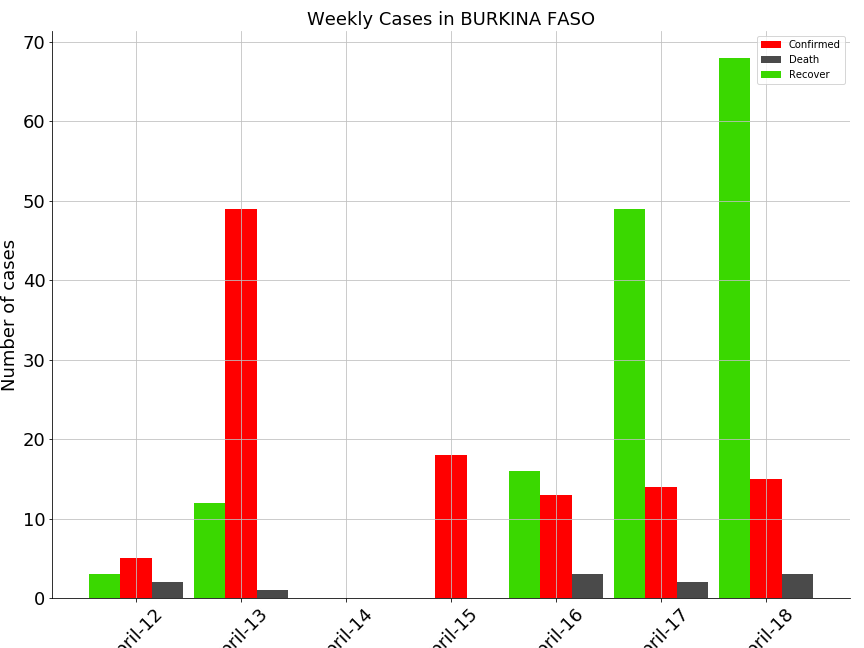 Weekly Cases in BURKINA FASO
Confirmed
Death
Recover
Number of cases
70
60
50
40
30
20
10
0
pril-12
pril-13
pril-14
pril-15
pril-16
pril-17
pril-18